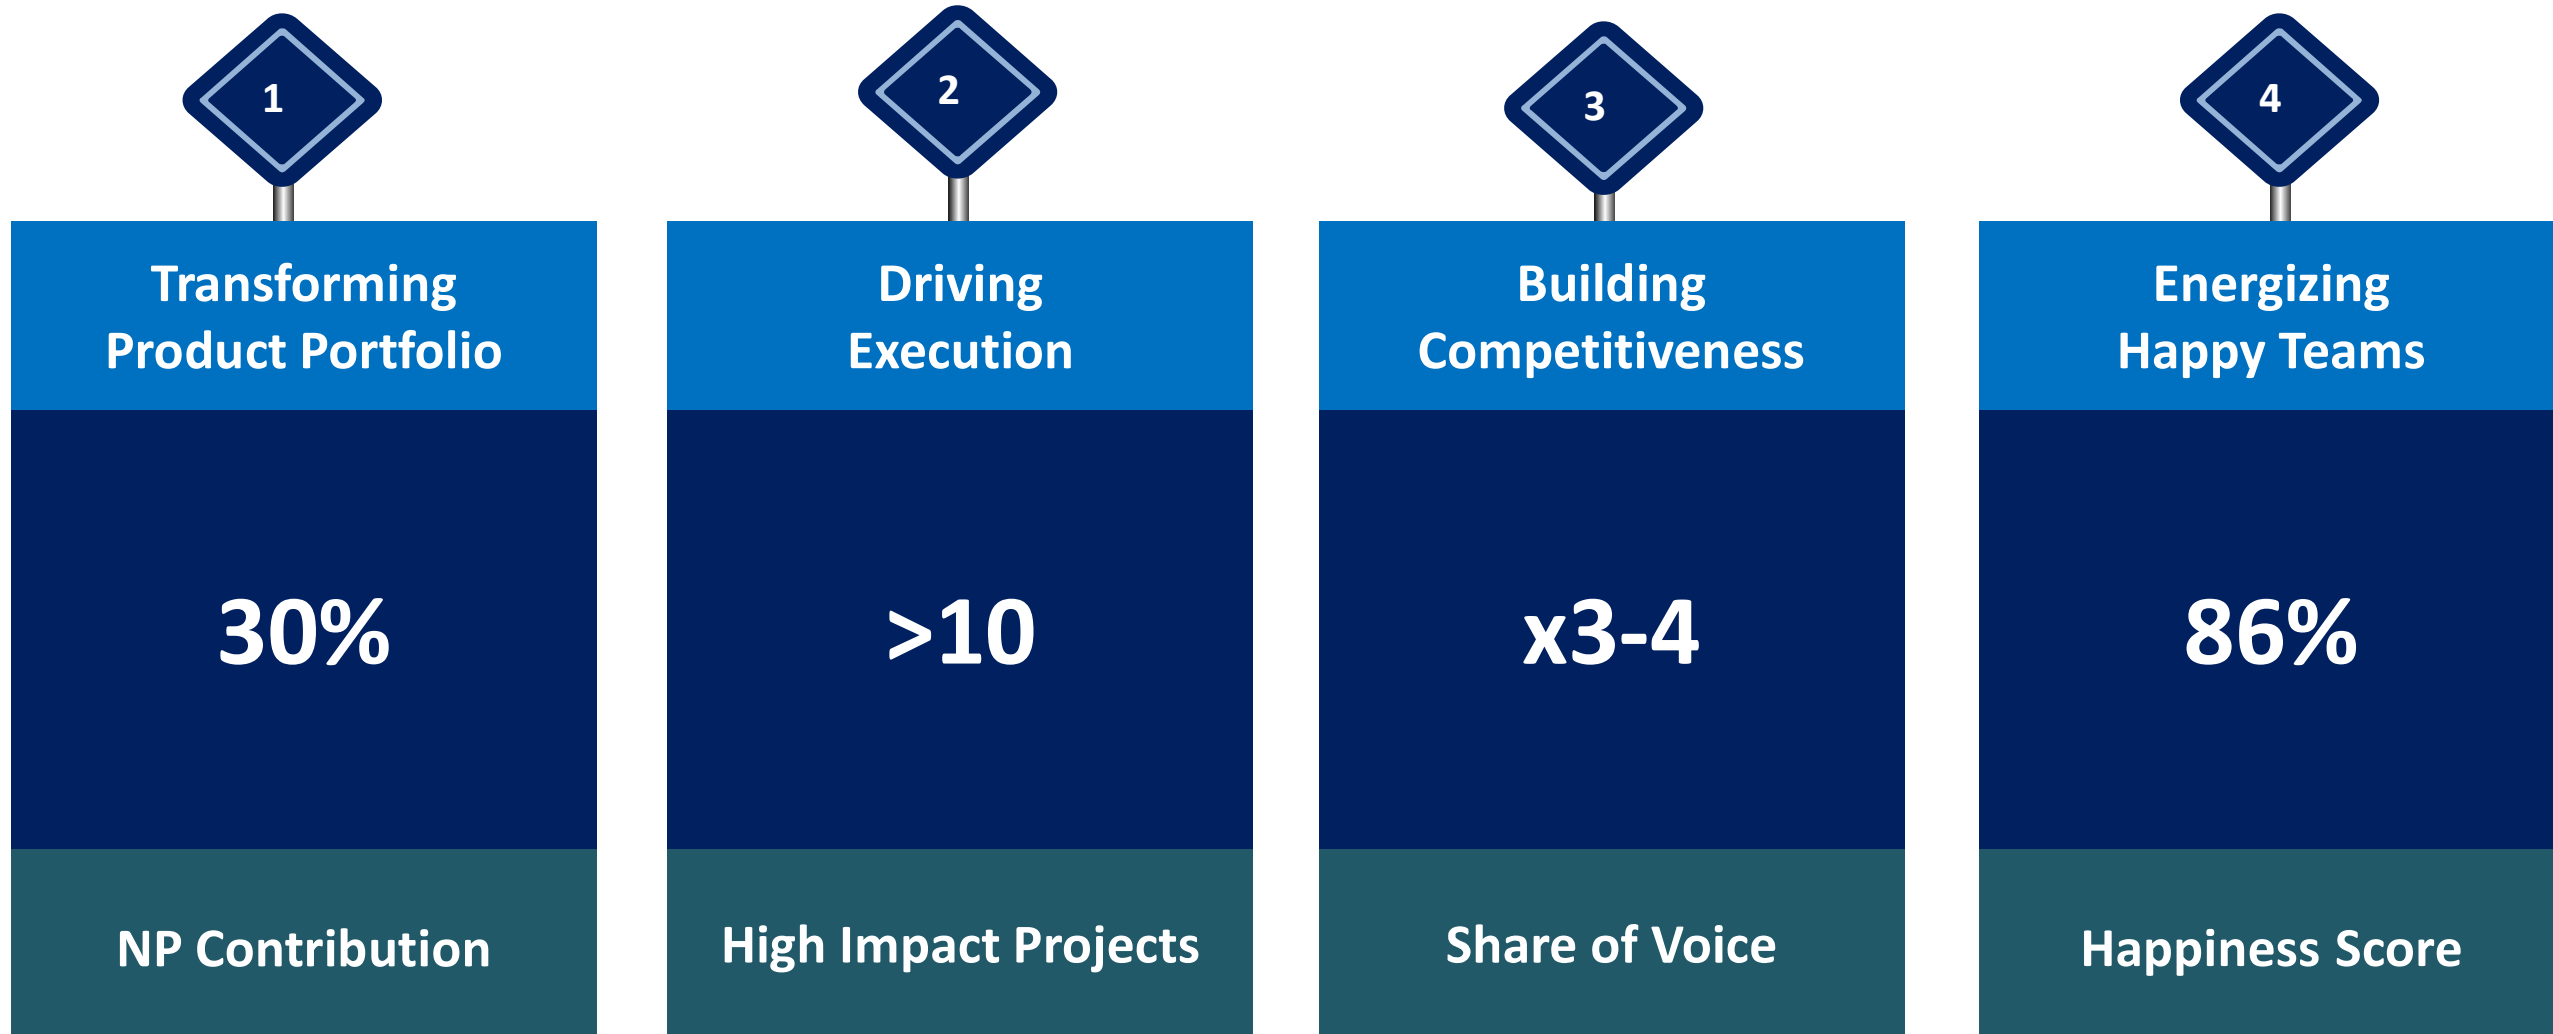 1
Transforming
Product Portfolio
30%
NP Contribution
2
Driving
Execution
>10
High Impact Projects
3
Building
Competitiveness
x3-4
Share of Voice
4
Energizing
Happy Teams
86%
Happiness Score